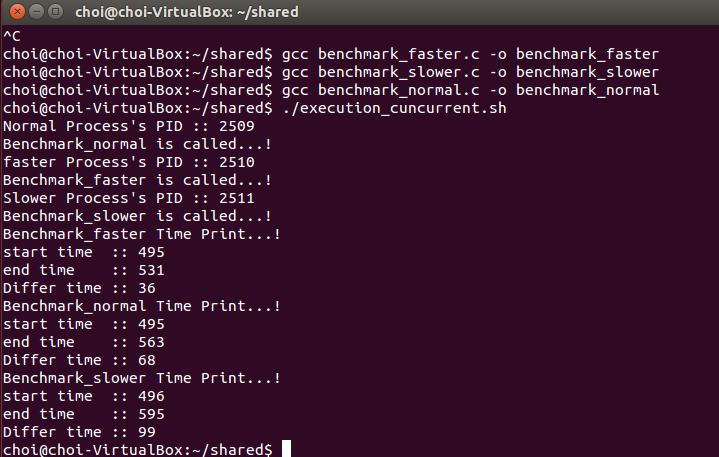 choi@choi-VirtualBox: ~/shared
^C
choi@choi-VirtualBox:~/shared$ gcc benchmark_faster.c -o benchmark_faster
choi@choi-VirtualBox:~/shared$ gcc benchmark_slower.c -o benchmark_slower
choi@choi-VirtualBox:~/shared$ gcc benchmark_normal.c -o benchmark_normal
choi@choi-VirtualBox:~/shared$ ./execution_cuncurrent.sh
Normal Process's PID :: 2509
Benchmark_normal is called...!
faster Process's PID :: 2510
Benchmark_faster is called...!
Slower Process's PID :: 2511
Benchmark_slower is called...!
Benchmark_faster Time Print...!
start time  :: 495
end time    :: 531
Differ time :: 36
Benchmark_normal Time Print...!
start time  :: 495
end time    :: 563
Differ time :: 68
Benchmark_slower Time Print...!
start time  :: 496
end time    :: 595
Differ time :: 99
choi@choi-VirtualBox:~/shared$